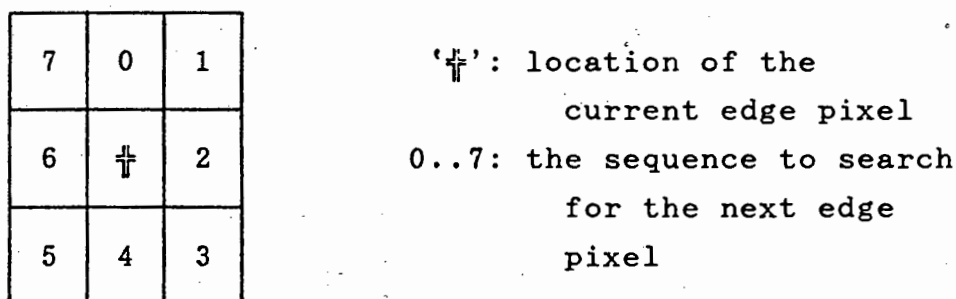 7 0 1
6 ╬ 2
5 4 3
‘╬’: location of the
current edge pixel
0..7: the sequence to search
for the next edge
pixel